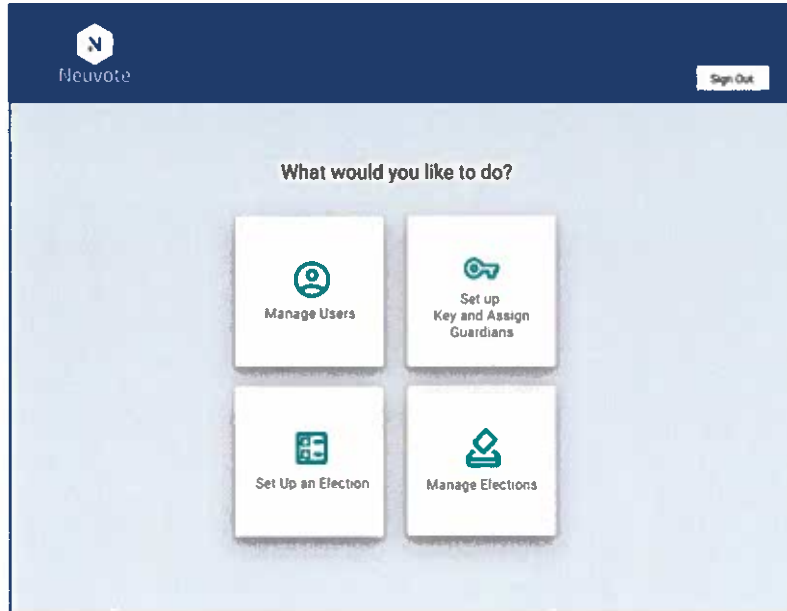 N
Neuvote
Sign Out
What would you like to do?
Manage Users
Set up
Key and Assign
Guardians
Set Up an Election
Manage Elections